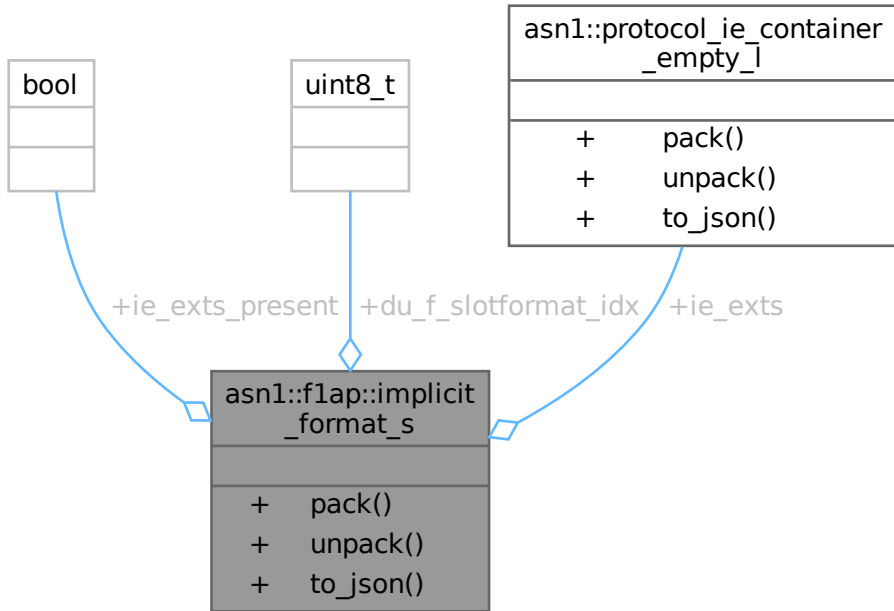 asn1::protocol_ie_container
_empty_l
bool
uint8_t
+ pack()
+ unpack()
+ to_json()
+ie_exts_present
+du_f_slotformat_idx
+ie_exts
asn1::f1ap::implicit
_format_s
+ pack()
+ unpack()
+ to_json()